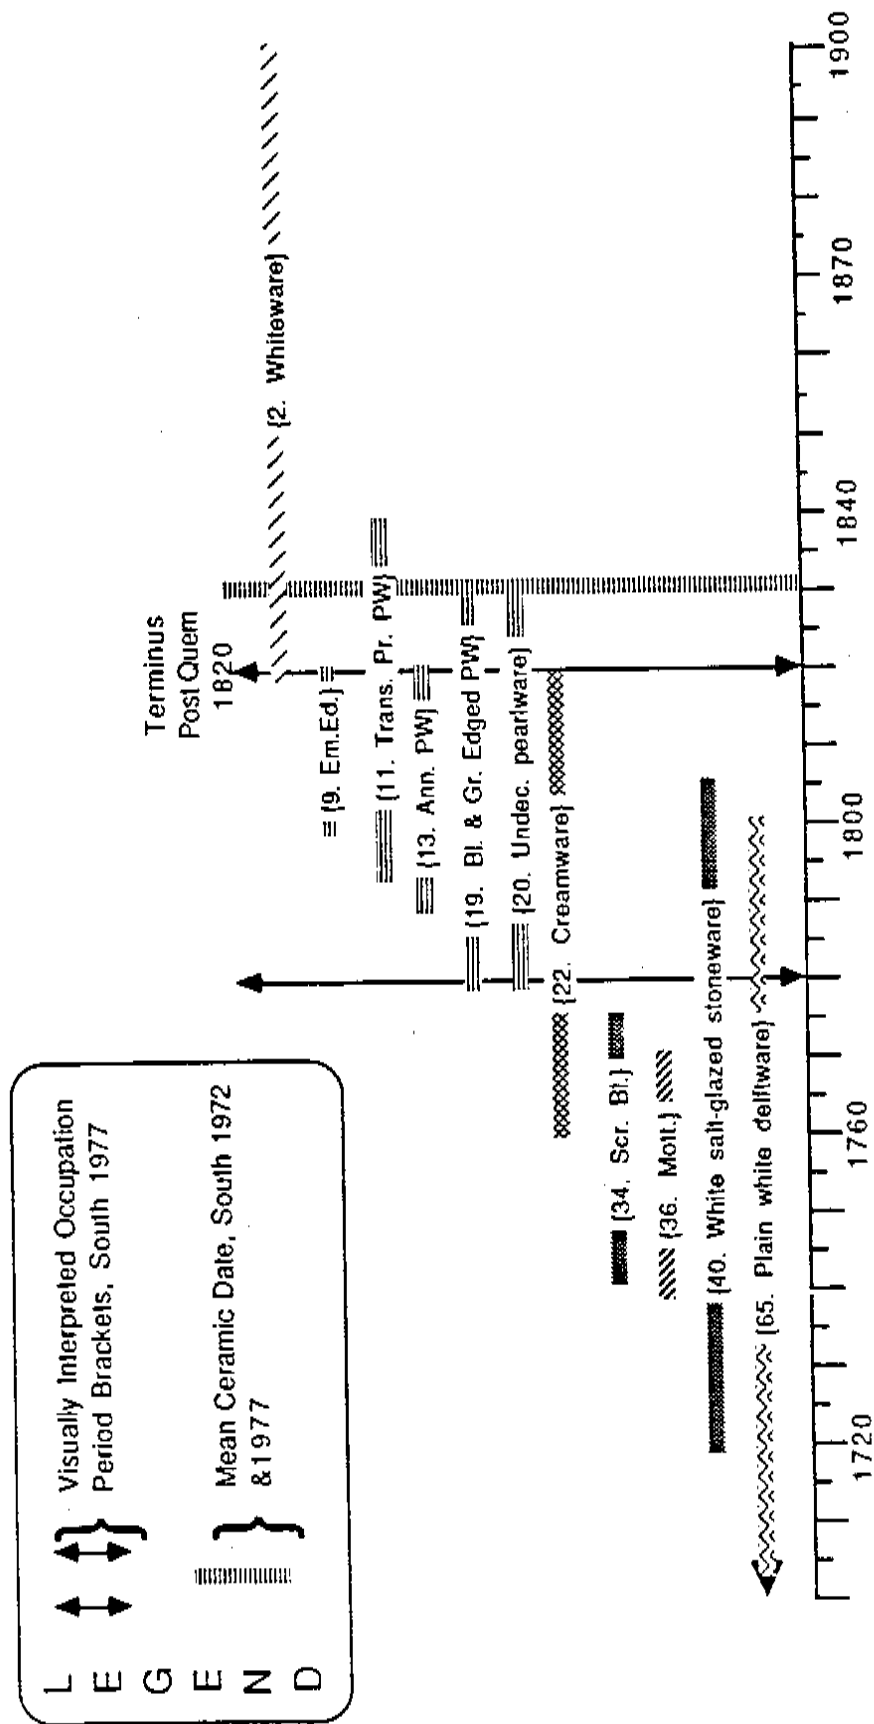 L
E
G
E
N
D
Visually Interpreted Occupation
Period Brackets, South 1977
Mean Ceramic Date, South 1972
&1977
Terminus
Post Quem
1820
{2. Whiteware}
{9. Em.Ed.}
{11. Trans. Pr. PW}
{13. Ann. PW}
{19. Bl. & Gr. Edged PW}
{20. Undec. pearlware}
{22. Creamware}
{34. Scr. Bl.}
{36. Mott.}
{40. White salt-glazed stoneware}
{65. Plain white delftware}
1720
1760
1800
1840
1870
1900